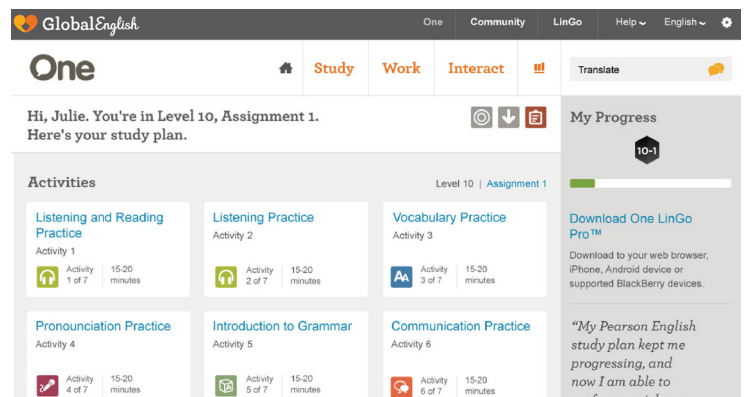 GlobalEnglish
One Community LinGo Help English
One Study Work Interact Translate
Hi, Julie. You're in Level 10, Assignment 1.
Here's your study plan.
My Progress
10-1
Activities Level 10 | Assignment 1
Listening and Reading
Practice
Activity 1
Activity 15-20
1 of 7 minutes
Listening Practice
Activity 2
Activity 15-20
2 of 7 minutes
Vocabulary Practice
Activity 3
AA
Activity 15-20
3 of 7 minutes
Pronounciation Practice
Activity 4
Activity 15-20
4 of 7 minutes
Introduction to Grammar
Activity 5
Activity 15-20
5 of 7 minutes
Communication Practice
Activity 6
Activity 15-20
6 of 7 minutes
Download One LinGo
Pro™
Download to your web browser,
iPhone, Android device or
supported BlackBerry devices.
“My Pearson English
study plan kept me
progressing, and
now I am able to